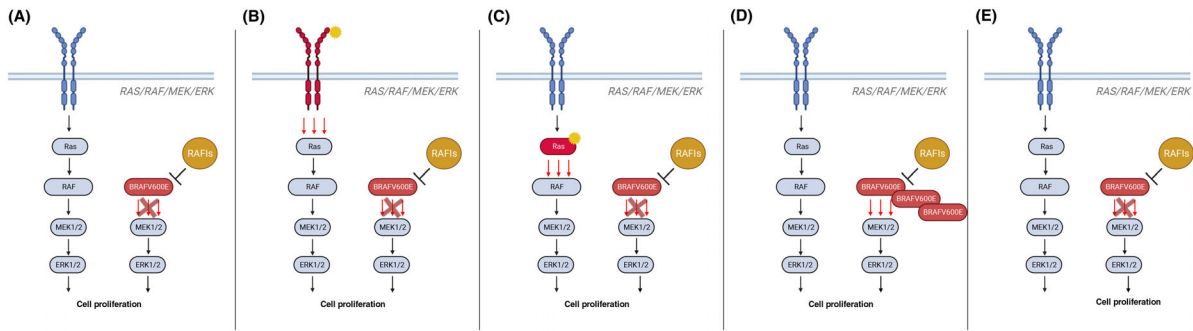 (A)
RAS/RAF/MEK/ERK
Ras
RAFIs
RAF
BRAFV600E
MEK1/2
MEK1/2
ERK1/2
ERK1/2
Cell proliferation
(B)
RAS/RAF/MEK/ERK
Ras
RAFIs
RAF
BRAFV600E
MEK1/2
MEK1/2
ERK1/2
ERK1/2
Cell proliferation
(C)
RAS/RAF/MEK/ERK
Ras
RAFIs
RAF
BRAFV600E
MEK1/2
MEK1/2
ERK1/2
ERK1/2
Cell proliferation
(D)
RAS/RAF/MEK/ERK
Ras
RAFIs
RAF
BRAFV600E
BRAFV600E
BRAFV600E
MEK1/2
MEK1/2
ERK1/2
ERK1/2
Cell proliferation
(E)
RAS/RAF/MEK/ERK
Ras
RAFIs
RAF
BRAFV600E
MEK1/2
MEK1/2
ERK1/2
ERK1/2
Cell proliferation